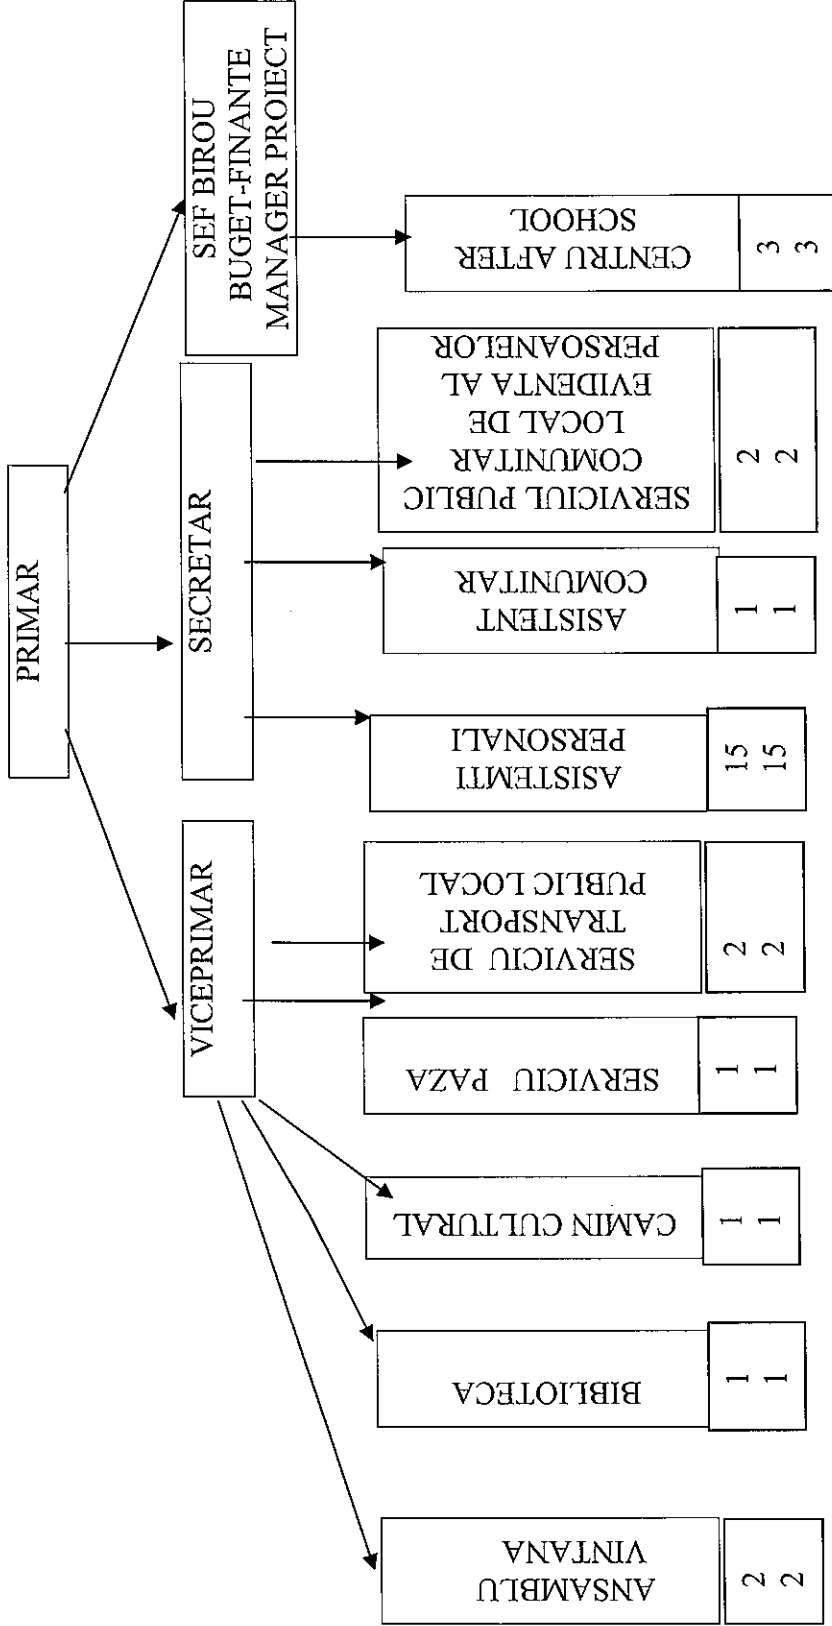 PRIMAR
VICEPRIMAR
SECRETAR
SEF BIROU
BUGET-FINANTE
MANAGER PROIECT
ANSAMBLU
VINTANA
2
2
BIBLIOTECA
1
1
CAMIN CULTURAL
1
1
SERVICIU PAZA
1
1
SERVICIU DE
TRANSPORT
PUBLIC LOCAL
2
2
ASISTEMTI
PERSONALI
15
15
ASISTENT
COMUNITAR
1
1
SERVICIUL PUBLIC
COMUNITAR
LOCAL DE
EVIDENTA AL
PERSOANELOR
2
2
CENTRU AFTER
SCHOOL
3
3